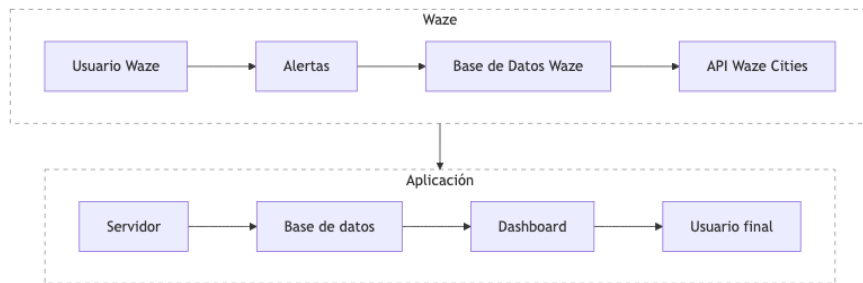 Waze
Usuario Waze
Alertas
Base de Datos Waze
API Waze Cities
Aplicación
Servidor
Base de datos
Dashboard
Usuario final